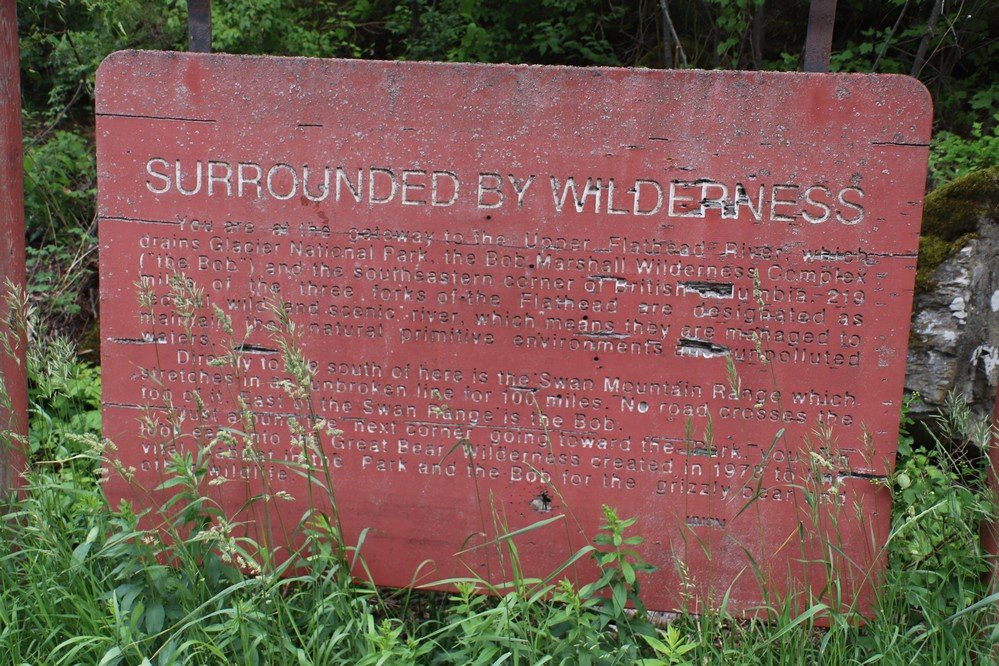 SURROUNDED BY WILDERNESS
You are at the gateway to the Upper Flathead River, which
drains Glacier National Park, the Bob Marshall Wilderness Complex
("the Bob") and the southeastern corner of British Columbia. 219
miles of the three forks of the Flathead are designated as
wild and scenic river, which means they are managed to
maintain their natural primitive environments and unpolluted
waters.
Directly to the south of here is the Swan Mountain Range which
stretches in an unbroken line for 100 miles. No road crosses the
top of it. East of the Swan Range is the Bob.
Just around the next corner going toward the Park, you
look east into the Great Bear Wilderness created in 1978 to
habitat in the Park and the Bob for the grizzly bear and
other wildlife.